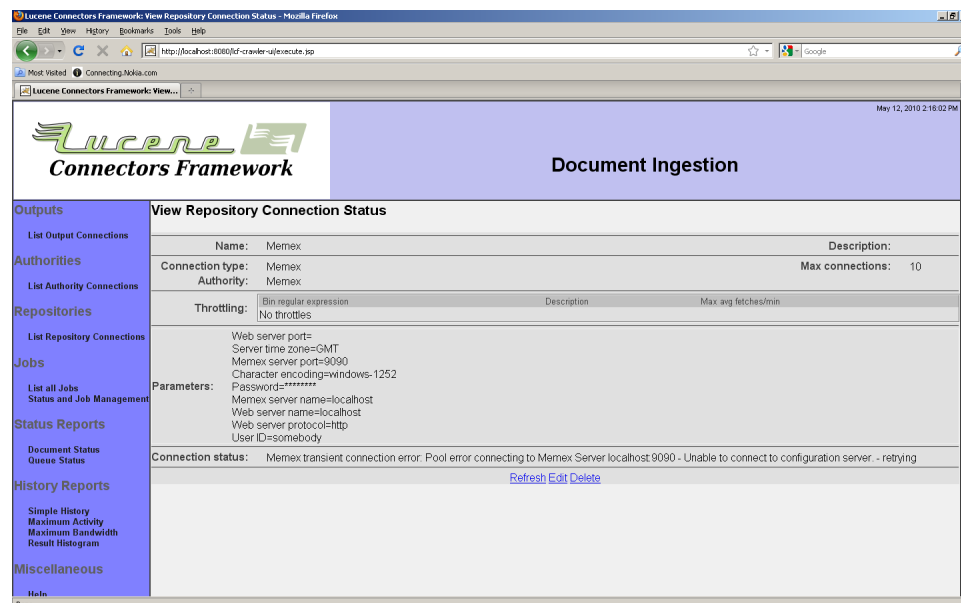 Lucene Connectors Framework: View Repository Connection Status - Mozilla Firefox
File Edit View History Bookmarks Tools Help
http://localhost:8080/lcf-crawler-ui/execute.jsp
Google
Most Visited Connecting.Nokia.com
Lucene Connectors Framework: View...
May 12, 2010 2:16:02 PM
Lucene
Connectors Framework
Document Ingestion
Outputs
List Output Connections
Authorities
List Authority Connections
Repositories
List Repository Connections
Jobs
List all Jobs
Status and Job Management
Status Reports
Document Status
Queue Status
History Reports
Simple History
Maximum Activity
Maximum Bandwidth
Result Histogram
Miscellaneous
Help
View Repository Connection Status
Name: Memex Description:
Connection type: Memex Max connections: 10
Authority: Memex
Throttling: Bin regular expression Description Max avg fetches/min
No throttles
Parameters:
Web server port=
Server time zone=GMT
Memex server port=9090
Character encoding=windows-1252
Password=********
Memex server name=localhost
Web server name=localhost
Web server protocol=http
User ID=somebody
Connection status: Memex transient connection error: Pool error connecting to Memex Server localhost:9090 - Unable to connect to configuration server. - retrying
Refresh Edit Delete